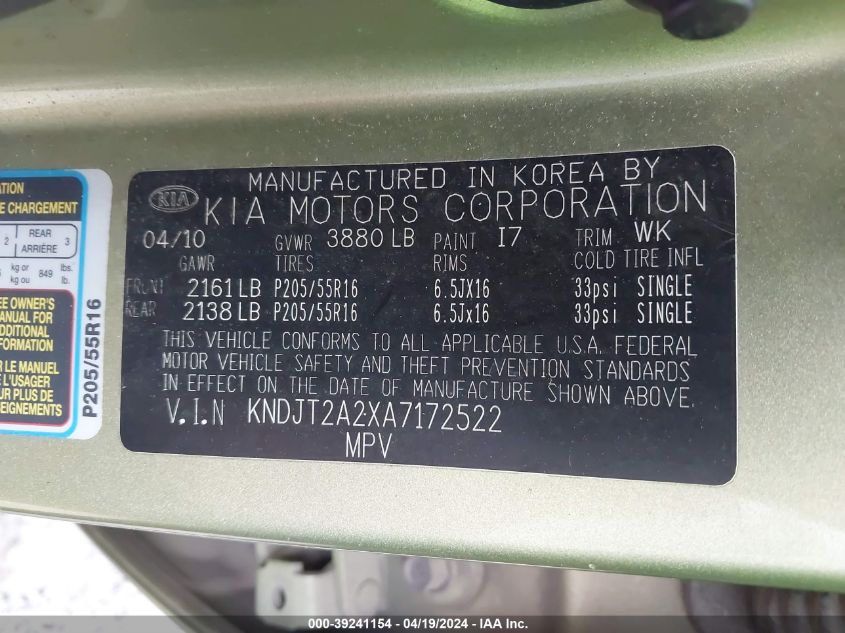 MANUFACTURED IN KOREA BY
KIA KIA MOTORS CORPORATION
04/10 GVWR 3880 LB PAINT I7 TRIM WK
GAWR TIRES RIMS COLD TIRE INFL
FRONT 2161 LB P205/55R16 6.5JX16 33psi SINGLE
REAR 2138 LB P205/55R16 6.5Jx16 33psi SINGLE
THIS VEHICLE CONFORMS TO ALL APPLICABLE U.S.A. FEDERAL
MOTOR VEHICLE SAFETY AND THEFT PREVENTION STANDARDS
IN EFFECT ON THE DATE OF MANUFACTURE SHOWN ABOVE.
V.I.N KNDJT2A2XA7172522
MPV
E CHARGEMENT
2 REAR ARRIÈRE 3
kg or kg ou 849 lbs. lb.
EE OWNER'S
MANUAL FOR
ADDITIONAL
INFORMATION
LE MANUEL
L'USAGER
UR PLUS DE
SEIGNEMENTS
P205/55R16
000-39241154 - 04/19/2024 - IAA Inc.